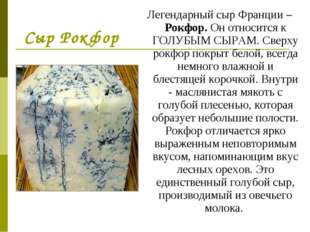 Сыр Рокфор
Легендарный сыр Франции –
Рокфор. Он относится к
ГОЛУБЫМ СЫРАМ. Сверху
рокфор покрыт белой, всегда
немного влажной и
блестящей корочкой. Внутри
- маслянистая мякоть с
голубой плесенью, которая
образует небольшие полости.
Рокфор отличается ярко
выраженным неповторимым
вкусом, напоминающим вкус
лесных орехов. Это
единственный голубой сыр,
производимый из овечьего
молока.